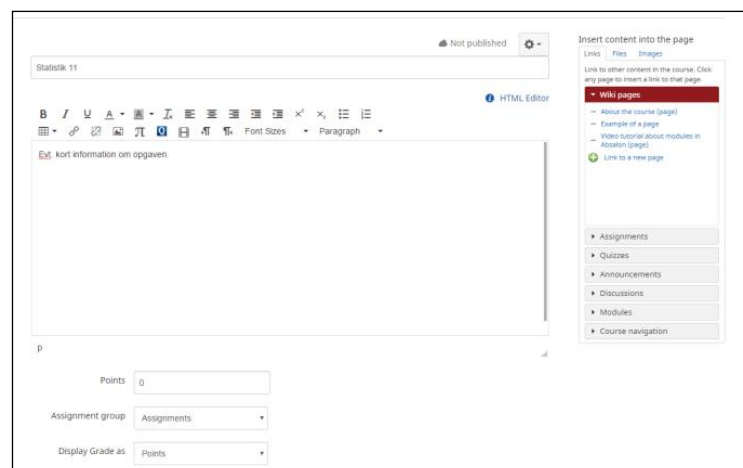 Not published
Statistik 11
HTML Editor
B I U A A Tx x² x₂
π Q Font Sizes Paragraph
Evt. kort information om opgaven.
p
Points 0
Assignment group Assignments
Display Grade as Points
Insert content into the page
Links Files Images
Link to other content in the course. Click
any page to insert a link to that page.
Wiki pages
About the course (page)
Example of a page
Video tutorial about modules in
Absalon (page)
Link to a new page
Assignments
Quizzes
Announcements
Discussions
Modules
Course navigation